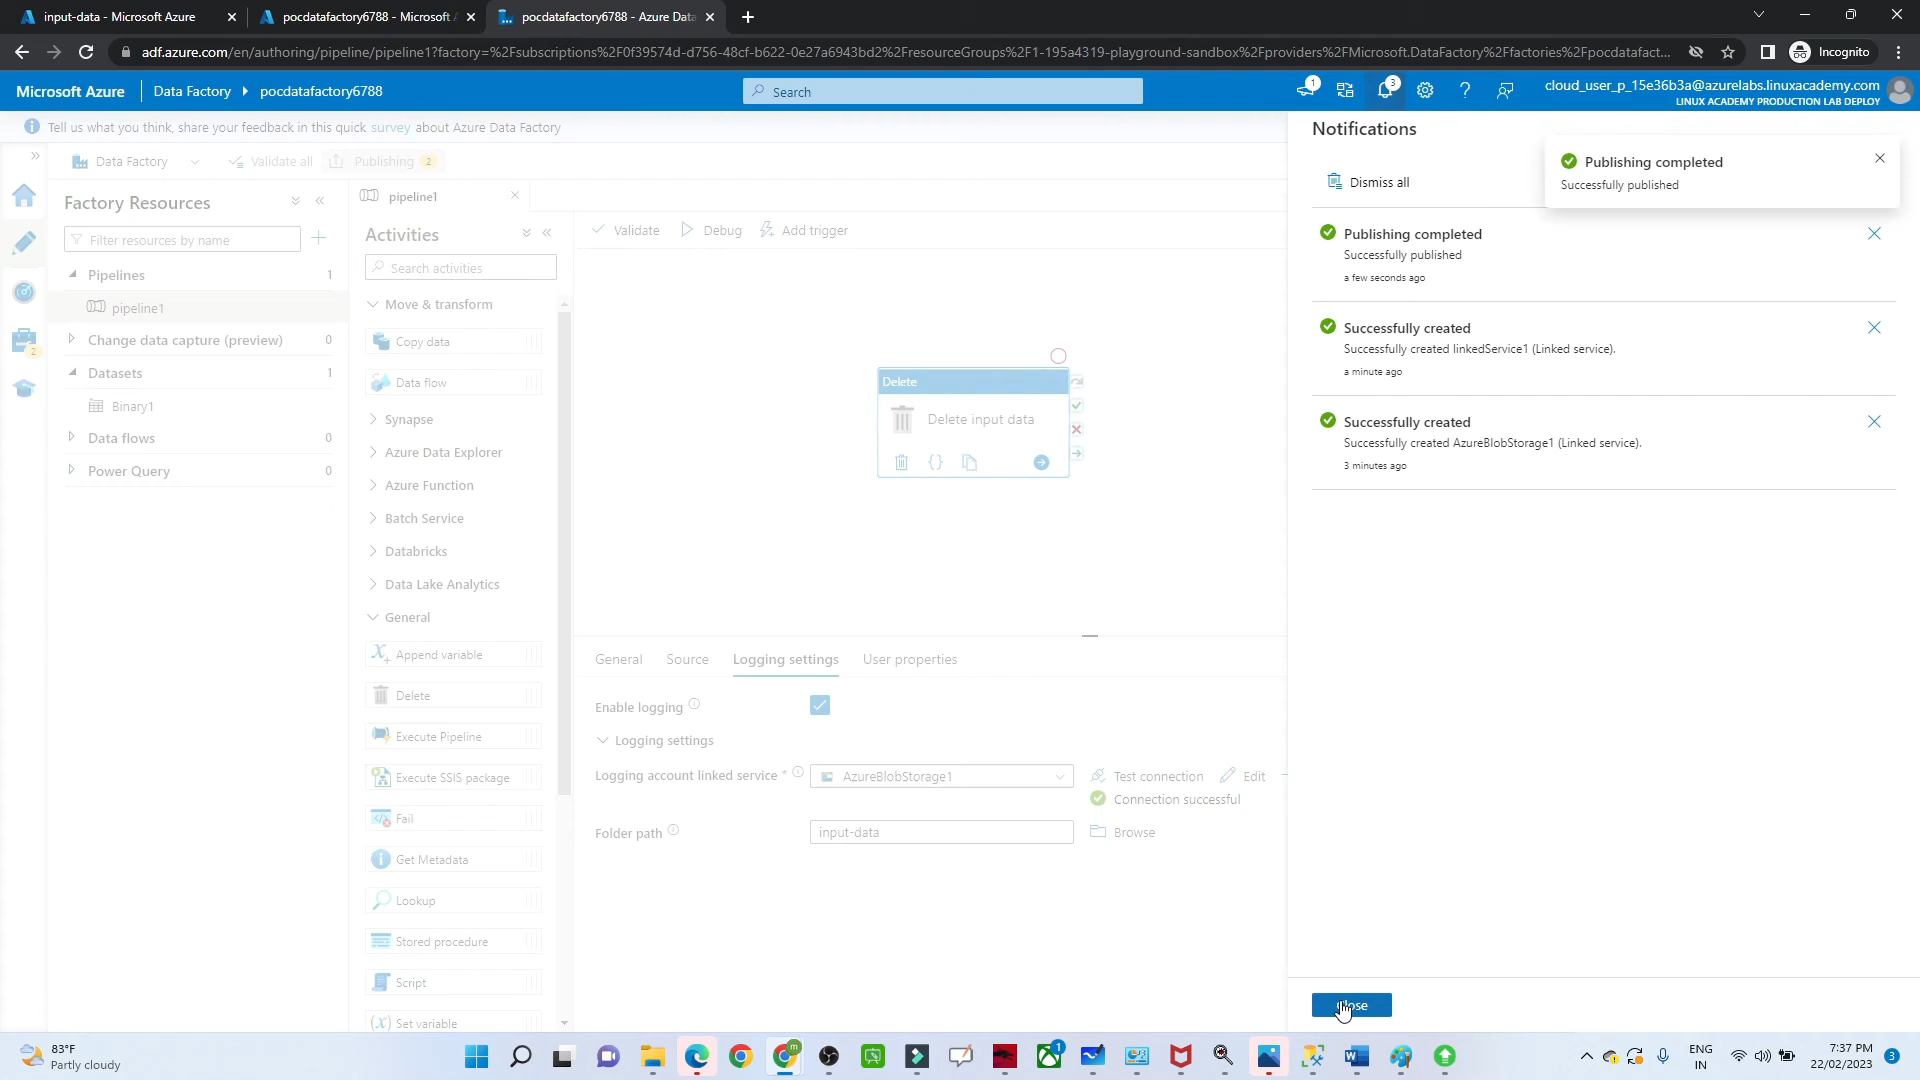 input-data - Microsoft Azure
pocdatafactory6788 - Microsoft A
pocdatafactory6788 - Azure Data
adf.azure.com/en/authoring/pipeline/pipeline1?factory=%2Fsubscriptions%2F0f39574d-d756-48cf-b622-0e27a6943bd2%2FresourceGroups%2F1-195a4319-playground-sandbox%2Fproviders%2FMicrosoft.DataFactory%2Ffactories%2Fpocdatafact...
Incognito
Microsoft Azure
Data Factory
pocdatafactory6788
Search
1
3
cloud_user_p_15e36b3a@azurelabs.linuxacademy.com
LINUX ACADEMY PRODUCTION LAB DEPLOY
Tell us what you think, share your feedback in this quick survey about Azure Data Factory
Data Factory
Validate all
Publishing 2
Factory Resources
Filter resources by name
Pipelines 1
pipeline1
Change data capture (preview) 0
Datasets 1
Binary1
Data flows 0
Power Query 0
2
pipeline1
Activities
Search activities
Move & transform
Copy data
Data flow
Synapse
Azure Data Explorer
Azure Function
Batch Service
Databricks
Data Lake Analytics
General
Append variable
Delete
Execute Pipeline
Execute SSIS package
Fail
Get Metadata
Lookup
Stored procedure
Script
(x) Set variable
Validate
Debug
Add trigger
Delete
Delete input data
{}
General
Source
Logging settings
User properties
Enable logging
Logging settings
Logging account linked service *
AzureBlobStorage1
Test connection
Edit
Connection successful
Folder path
input-data
Browse
Notifications
Dismiss all
Publishing completed
Successfully published
Publishing completed
Successfully published
a few seconds ago
Successfully created
Successfully created linkedService1 (Linked service).
a minute ago
Successfully created
Successfully created AzureBlobStorage1 (Linked service).
3 minutes ago
Close
83°F
Partly cloudy
m
1
ENG
IN
7:37 PM
22/02/2023
3